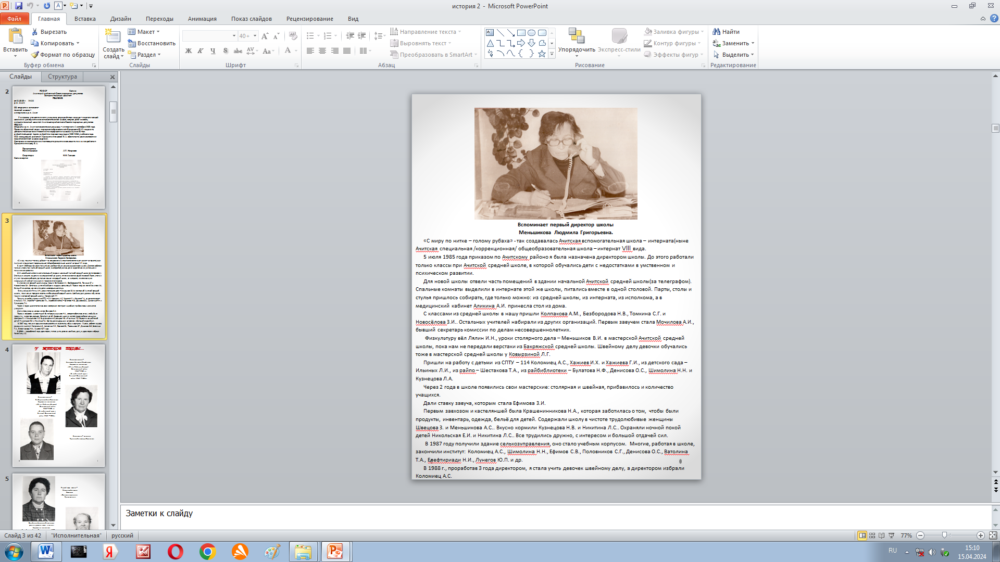 история 2 - Microsoft PowerPoint
Файл Главная Вставка Дизайн Переходы Анимация Показ слайдов Рецензирование Вид
Вставить
Вырезать
Копировать
Формат по образцу
Буфер обмена
Создать слайд
Макет
Восстановить
Раздел
Слайды
40+
Ж К Ч S abc AV Aa A
Шрифт
Направление текста
Выровнять текст
Преобразовать в SmartArt
Абзац
Упорядочить
Экспресс-стили
Заливка фигуры
Контур фигуры
Эффекты фигур
Рисование
Найти
Заменить
Выделить
Редактирование
Слайды Структура
2
3
4
5
Вспоминает первый директор школы
Меньшикова Людмила Григорьевна.
«С миру по нитке – голому рубаха» - так создавалась Ачитская вспомогательная школа – интерната(ныне
Ачитская специальная /коррекционная/ общеобразовательная школа – интернат VIII вида.
5 июля 1985 года приказом по Ачитскому районо я была назначена директором школы. До этого работали
только классы при Ачитской средней школе, в которой обучались дети с недостатками в умственном и
психическом развитии.
Для новой школы отвели часть помещений в здании начальной Ачитской средней школы(за телеграфом).
Спальные комнаты выделили в интернате этой же школы, питались вместе в одной столовой. Парты, столы и
стулья пришлось собирать, где только можно: из средней школы, из интерната, из исполкома, а в
медицинский кабинет Аликина А.И. принесла стол из дома.
С классами из средней школы в нашу пришли Колпакова А.М., Безбородова Н.В., Томкина С.Г. и
Новосёлова З.И.. Остальных учителей набирали из других организаций. Первым завучем стала Мочилова А.И.,
бывший секретарь комиссии по делам несовершеннолетних.
Физкультуру вёл Лялин И.Н., уроки столярного дела – Меньшиков В.И. в мастерской Ачитской средней
школы, пока нам не передали верстаки из Бакряжской средней школы. Швейному делу девочки обучались
тоже в мастерской средней школы у Ковырзиной Л.Г.
Пришли на работу с детьми из СПТУ – 114 Коломиец А.С., Хажиев И.Х. и Хажиева Г.И., из детского сада –
Ильиных Л.И., из райпо – Шестакова Т.А., из райбиблиотеки – Булатова Н.Ф., Денисова О.С., Шимолина Н.Н. и
Кузнецова Л.А.
Через 2 года в школе появились свои мастерские: столярная и швейная, прибавилось и количество
учащихся.
Дали ставку завуча, которым стала Ефимова З.И.
Первым завхозом и кастеляншей была Крашенинникова Н.А., которая заботилась о том, чтобы были
продукты, инвентарь, одежда, бельё для детей. Содержали школу в чистоте трудолюбивые женщины
Швецова З. и Меньшикова А.С.. Вкусно кормили Кузнецова Н.В. и Никитина Л.С.. Охраняли ночной покой
детей Никольская Е.И. и Никитина Л.С.. Все трудились дружно, с интересом и большой отдачей сил.
В 1987 году получили здание сельхозуправления, оно стало учебным корпусом. Многие, работая в школе,
закончили институт: Коломиец А.С., Шимолина Н.Н., Ефимов С.В., Половников С.Г., Денисова О.С., Ватолина
Т.А., Елефтириади Н.И., Лунегов Ю.П. и др.
В 1988 г., проработав 3 года директором, я стала учить девочек швейному делу, а директором избрали
Коломиец А.С.
Заметки к слайду
Слайд 3 из 42 "Исполнительная" русский 77%
RU 15:10
15.04.2024